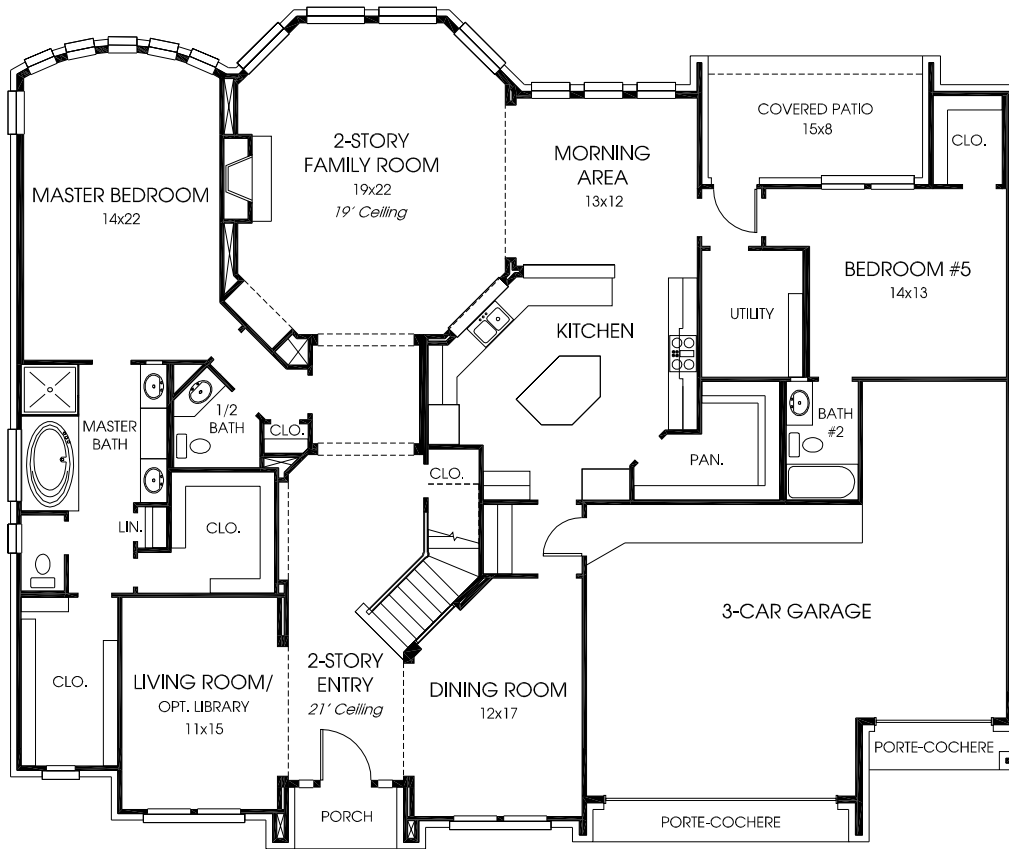 2-STORY
FAMILY ROOM
19x22
19' Ceiling
COVERED PATIO
15x8
CLO.
MASTER BEDROOM
14x22
MORNING
AREA
13x12
BEDROOM #5
14x13
UTILITY
KITCHEN
MASTER
BATH
1/2
BATH
CLO.
BATH
#2
PAN.
CLO.
LIN.
CLO.
3-CAR GARAGE
2-STORY
ENTRY
21' Ceiling
CLO.
LIVING ROOM/
OPT. LIBRARY
11x15
DINING ROOM
12x17
PORTE-COCHERE
PORCH
PORTE-COCHERE